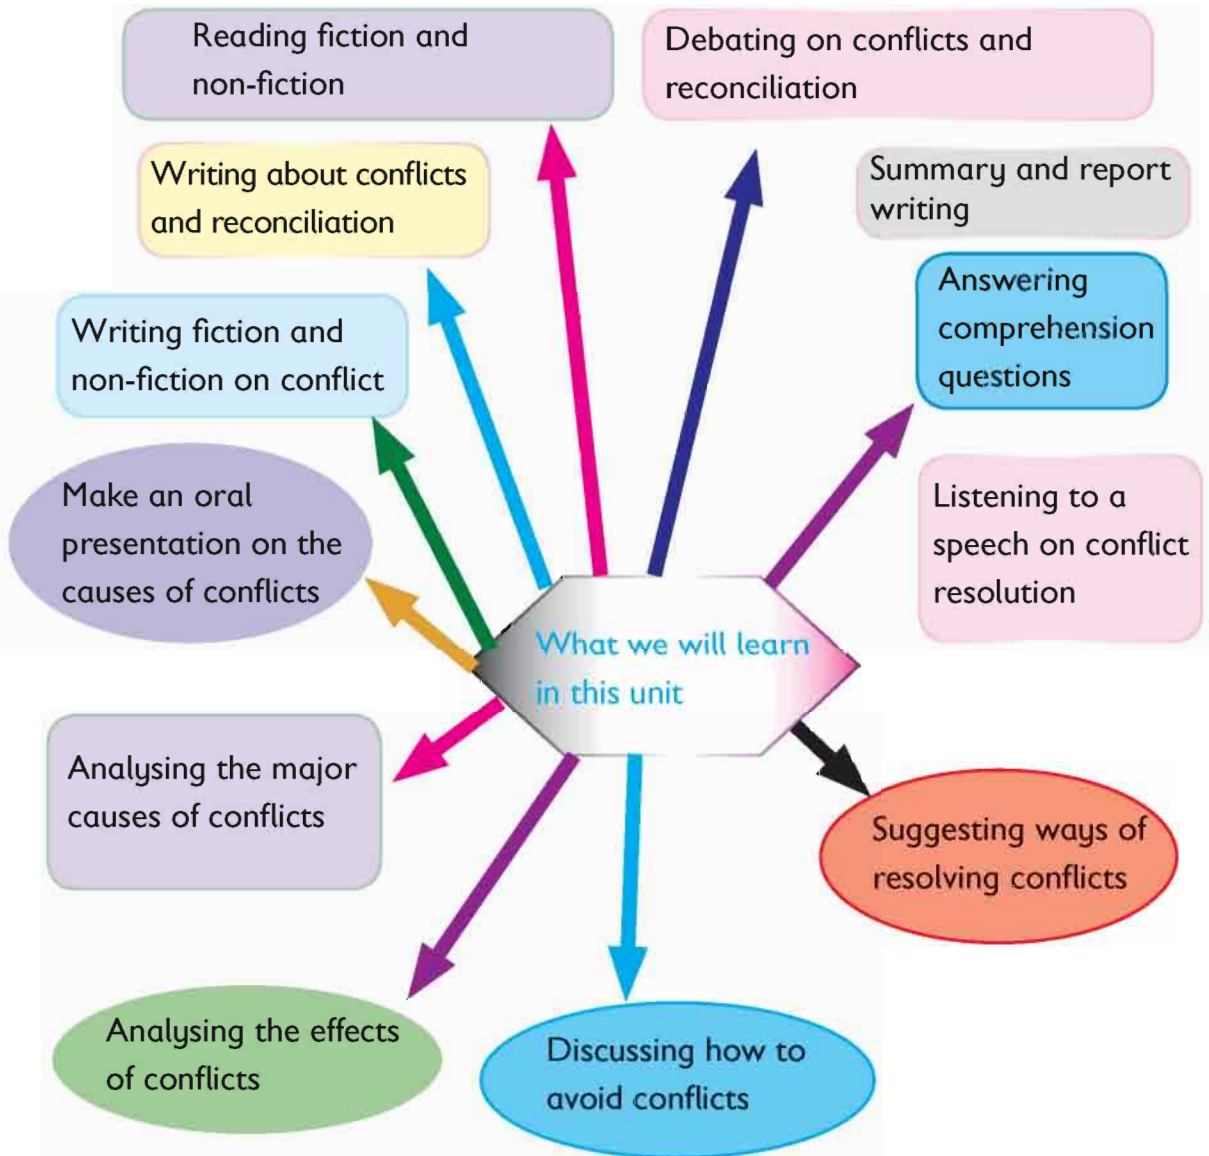 Reading fiction and
non-fiction
Debating on conflicts and
reconciliation
Writing about conflicts
and reconciliation
Summary and report
writing
Answering
comprehension
questions
Writing fiction and
non-fiction on conflict
Make an oral
presentation on the
causes of conflicts
Listening to a
speech on conflict
resolution
What we will learn
in this unit
Analysing the major
causes of conflicts
Suggesting ways of
resolving conflicts
Analysing the effects
of conflicts
Discussing how to
avoid conflicts